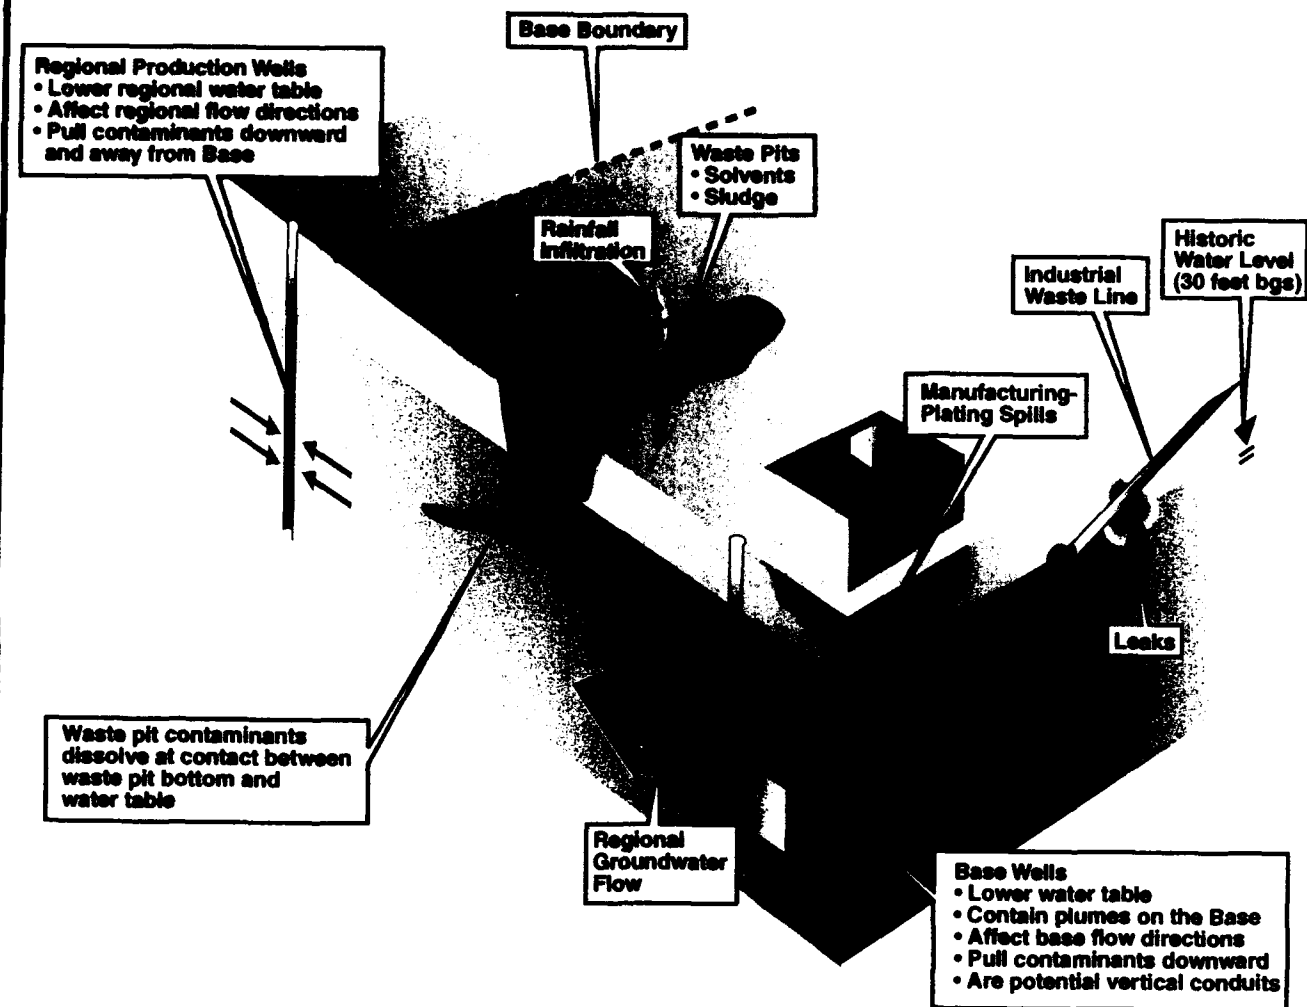 Base Boundary
Regional Production Wells
• Lower regional water table
• Affect regional flow directions
• Pull contaminants downward
and away from Base
Waste Pits
• Solvents
• Sludge
Rainfall
Infiltration
Historic
Water Level
(30 feet bgs)
Industrial
Waste Line
Manufacturing-
Plating Spills
Leaks
Waste pit contaminants
dissolve at contact between
waste pit bottom and
water table
Regional
Groundwater
Flow
Base Wells
• Lower water table
• Contain plumes on the Base
• Affect base flow directions
• Pull contaminants downward
• Are potential vertical conduits